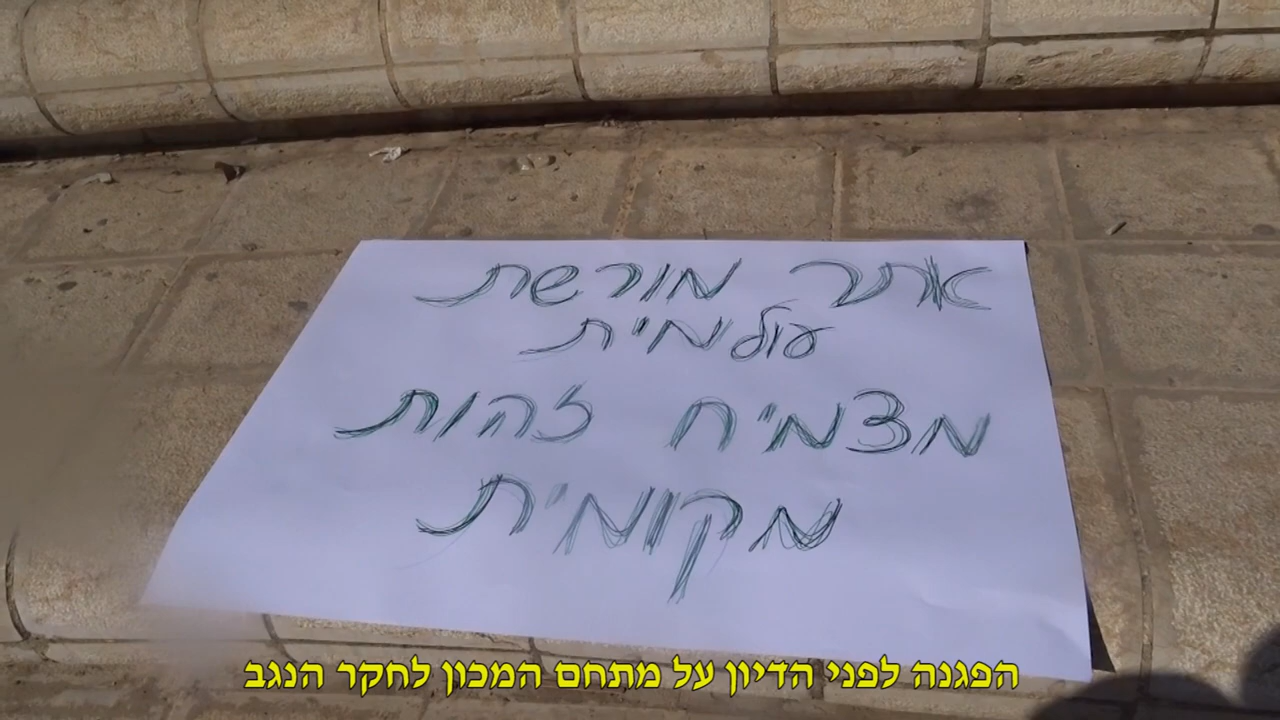 אתר מורשת
עולמית
מצמיח זהות
מקומית
הפגנה לפני הדיון על מתחם המכון לחקר הנגב